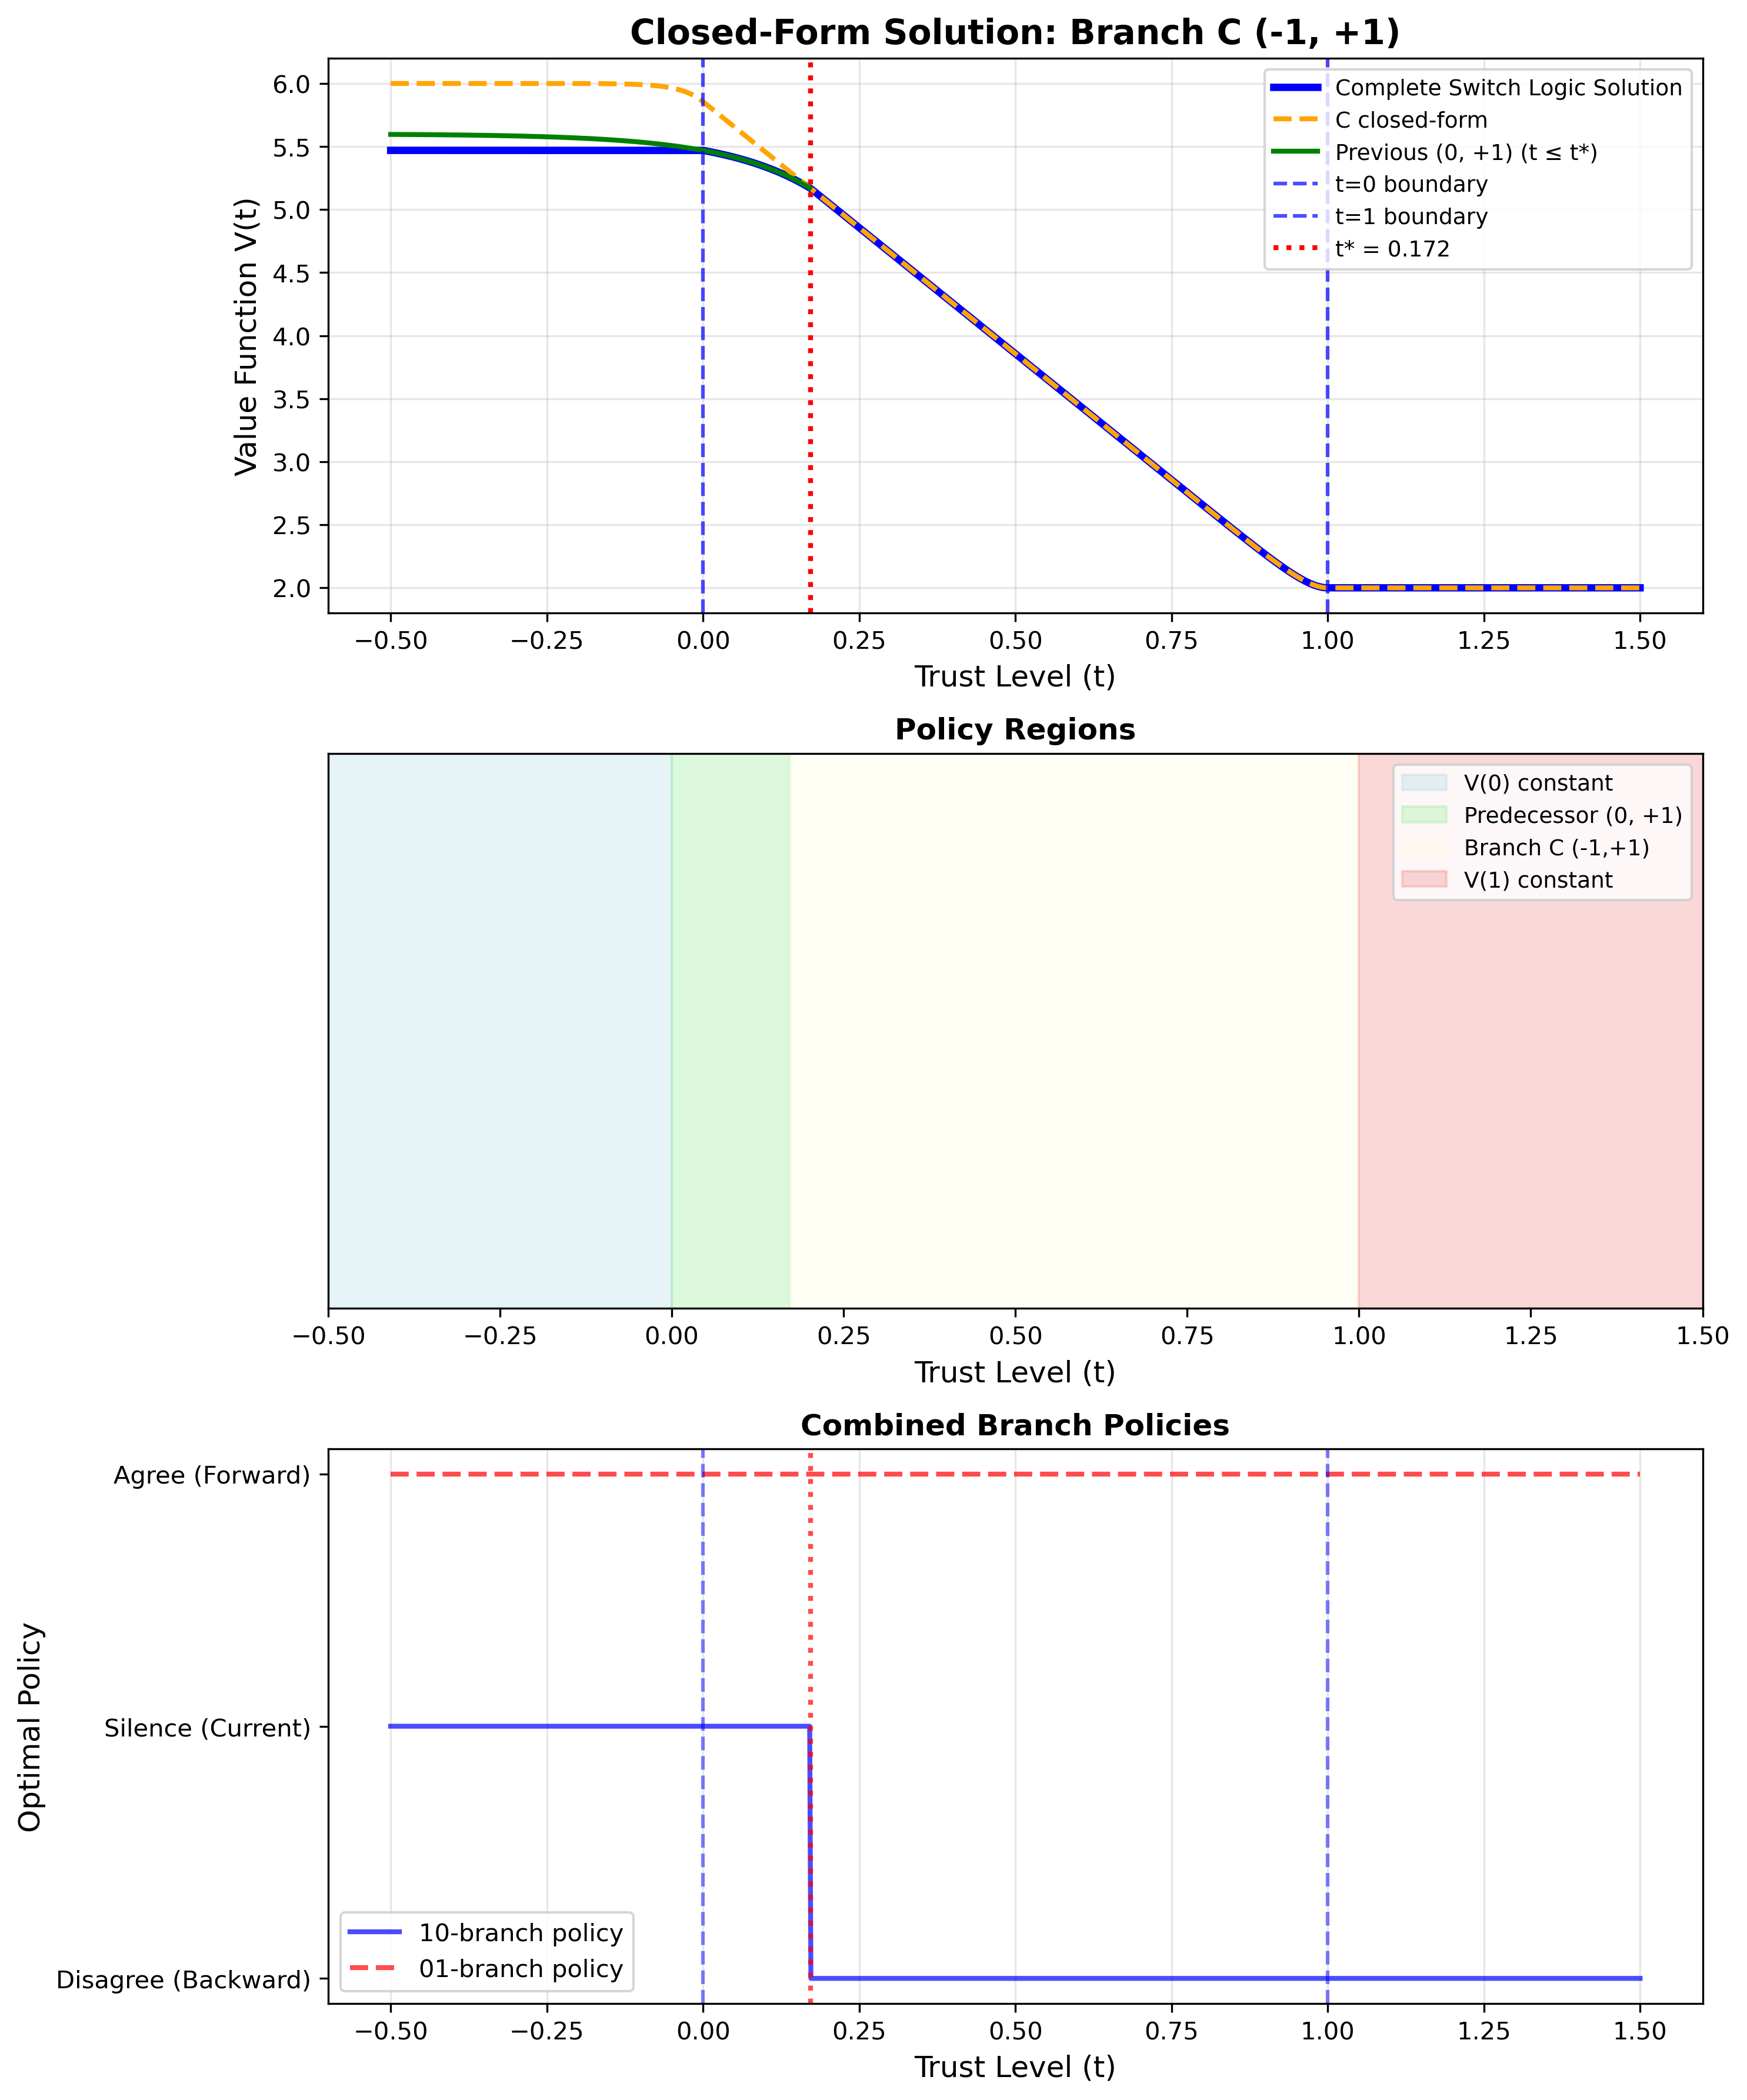 Closed-Form Solution: Branch C (-1, +1)
Value Function V(t)
6.0
5.5
5.0
4.5
4.0
3.5
3.0
2.5
2.0
Complete Switch Logic Solution
C closed-form
Previous (0, +1) (t ≤ t*)
t=0 boundary
t=1 boundary
t* = 0.172
−0.50 −0.25 0.00 0.25 0.50 0.75 1.00 1.25 1.50
Trust Level (t)
Policy Regions
V(0) constant
Predecessor (0, +1)
Branch C (-1,+1)
V(1) constant
−0.50 −0.25 0.00 0.25 0.50 0.75 1.00 1.25 1.50
Trust Level (t)
Combined Branch Policies
Optimal Policy
Agree (Forward)
Silence (Current)
Disagree (Backward)
10-branch policy
01-branch policy
−0.50 −0.25 0.00 0.25 0.50 0.75 1.00 1.25 1.50
Trust Level (t)